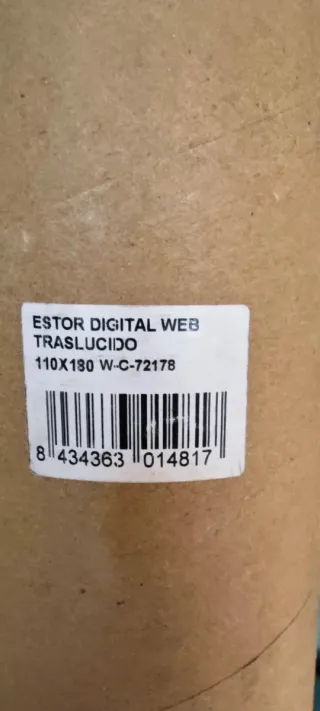 ESTOR DIGITAL WEB
TRASLUCIDO
110X180 W-C-72178
8 434363 014817